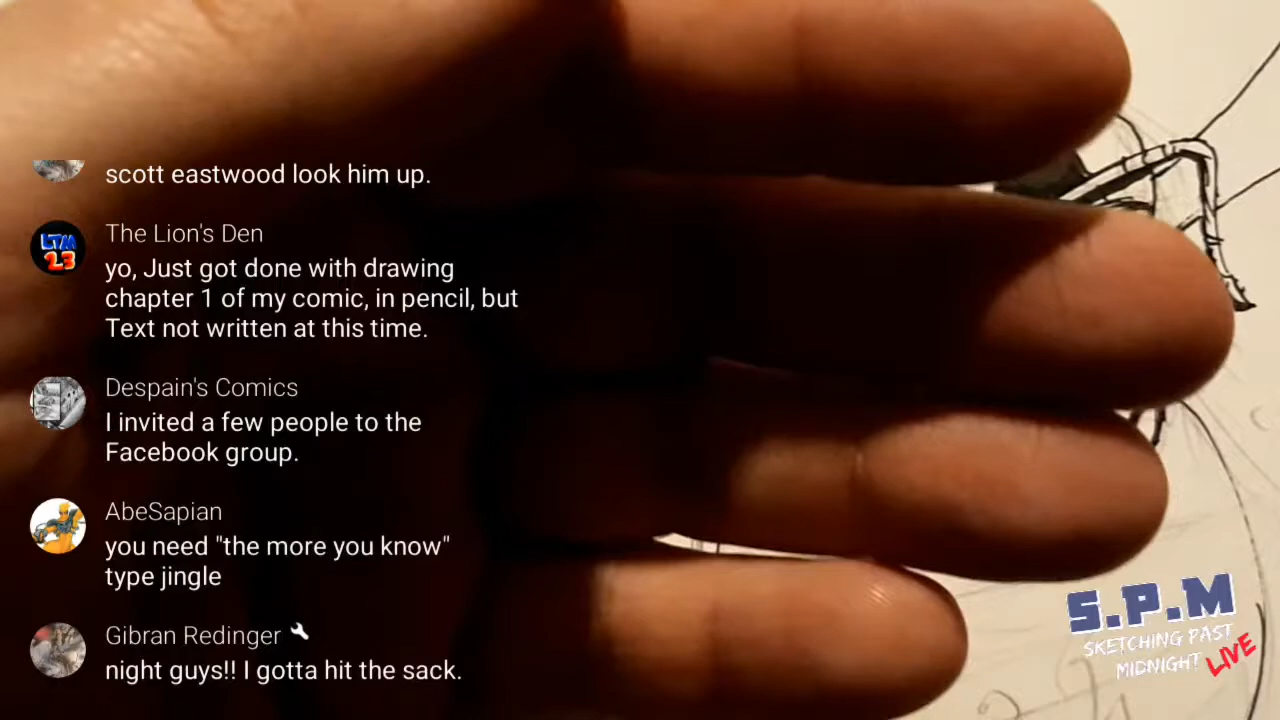 scott eastwood look him up.
The Lion's Den
yo, Just got done with drawing
chapter 1 of my comic, in pencil, but
Text not written at this time.
Despain's Comics
I invited a few people to the
Facebook group.
AbeSapian
you need "the more you know"
type jingle
Gibran Redinger
night guys!! I gotta hit the sack.
LTM
23
S.P.M
SKETCHING PAST
MIDNIGHT LIVE